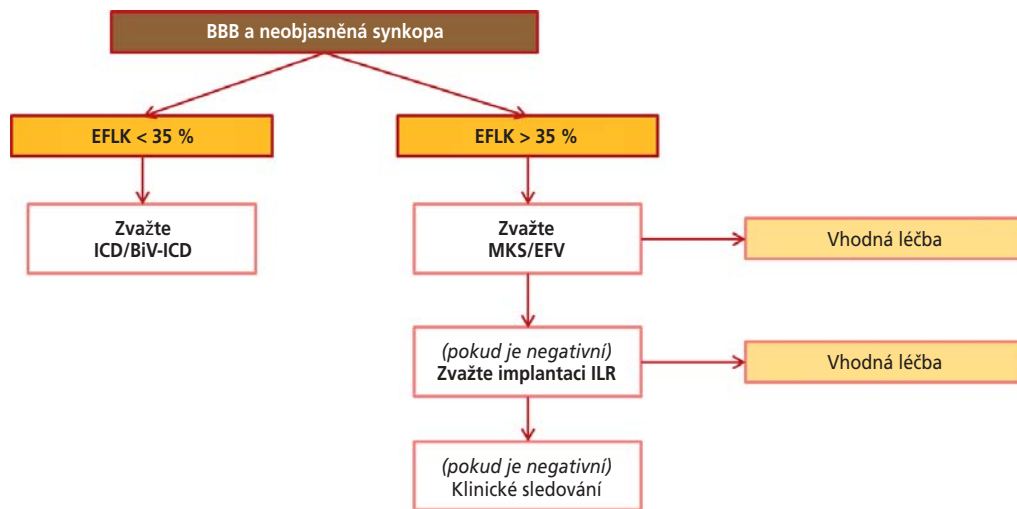 BBB a neobjasněná synkopa
EFLK < 35 %
EFLK > 35 %
Zvažte
ICD/BiV-ICD
Zvažte
MKS/EFV
Vhodná léčba
(pokud je negativní)
Zvažte implantaci ILR
Vhodná léčba
(pokud je negativní)
Klinické sledování